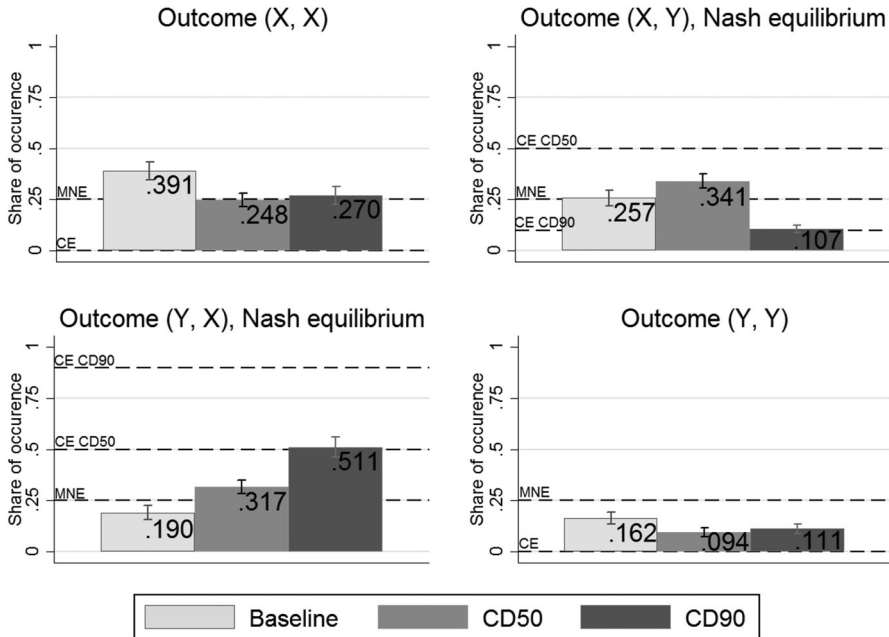 Outcome (X, X)
Share of occurence
0 .25 .5 .75 1
MNE
CE
.391
.248
.270
Outcome (X, Y), Nash equilibrium
Share of occurence
0 .25 .5 .75 1
CE CD50
MNE
CE CD90
.257
.341
.107
Outcome (Y, X), Nash equilibrium
Share of occurence
0 .25 .5 .75 1
CE CD90
CE CD50
MNE
.190
.317
.511
Outcome (Y, Y)
Share of occurence
0 .25 .5 .75 1
MNE
CE
.162
.094
.111
Baseline CD50 CD90